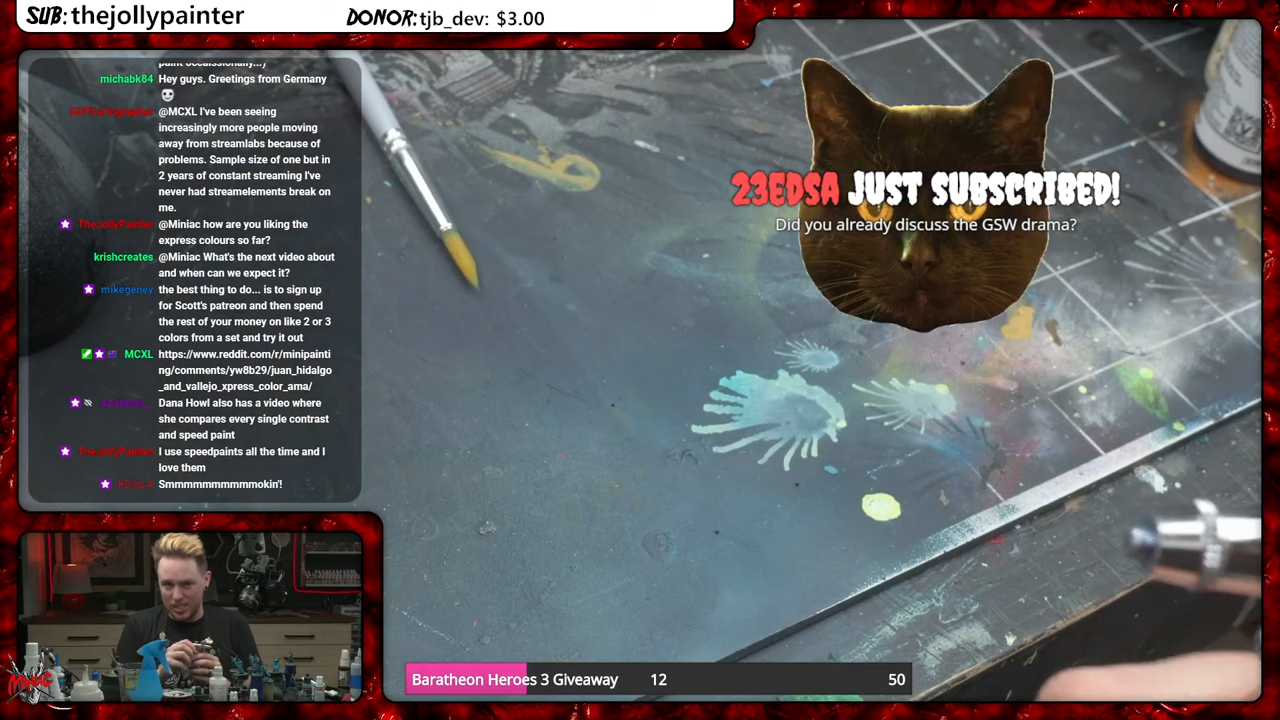 SUB: thejollypainter
DONOR: tjb_dev: $3.00
paint occassionally...)
michabk84 Hey guys. Greetings from Germany
@MCXL I've been seeing
increasingly more people moving
away from streamlabs because of
problems. Sample size of one but in
2 years of constant streaming I've
never had streamelements break on
me.
TheJollyPainter @Miniac how are you liking the
express colours so far?
krishcreates @Miniac What's the next video about
and when can we expect it?
mikegeney the best thing to do... is to sign up
for Scott's patreon and then spend
the rest of your money on like 2 or 3
colors from a set and try it out
MCXL https://www.reddit.com/r/minipainti
ng/comments/yw8b29/juan_hidalgo
_and_vallejo_xpress_color_ama/
Dana Howl also has a video where
she compares every single contrast
and speed paint
TheJollyPainter I use speedpaints all the time and I
love them
Smmmmmmmmmmokin'!
23EDSA JUST SUBSCRIBED!
Did you already discuss the GSW drama?
Baratheon Heroes 3 Giveaway 12 50
MINIAC